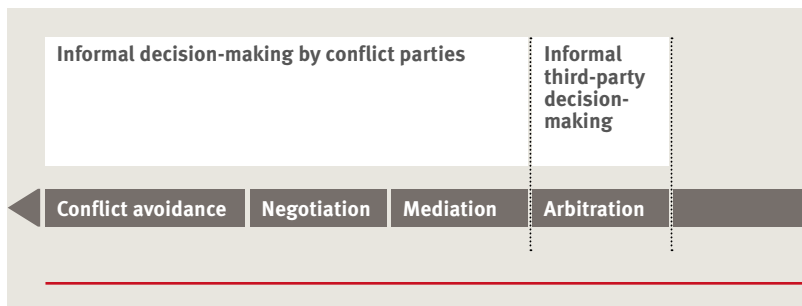 Informal decision-making by conflict parties
Informal
third-party
decision-
making
Conflict avoidance
Negotiation
Mediation
Arbitration